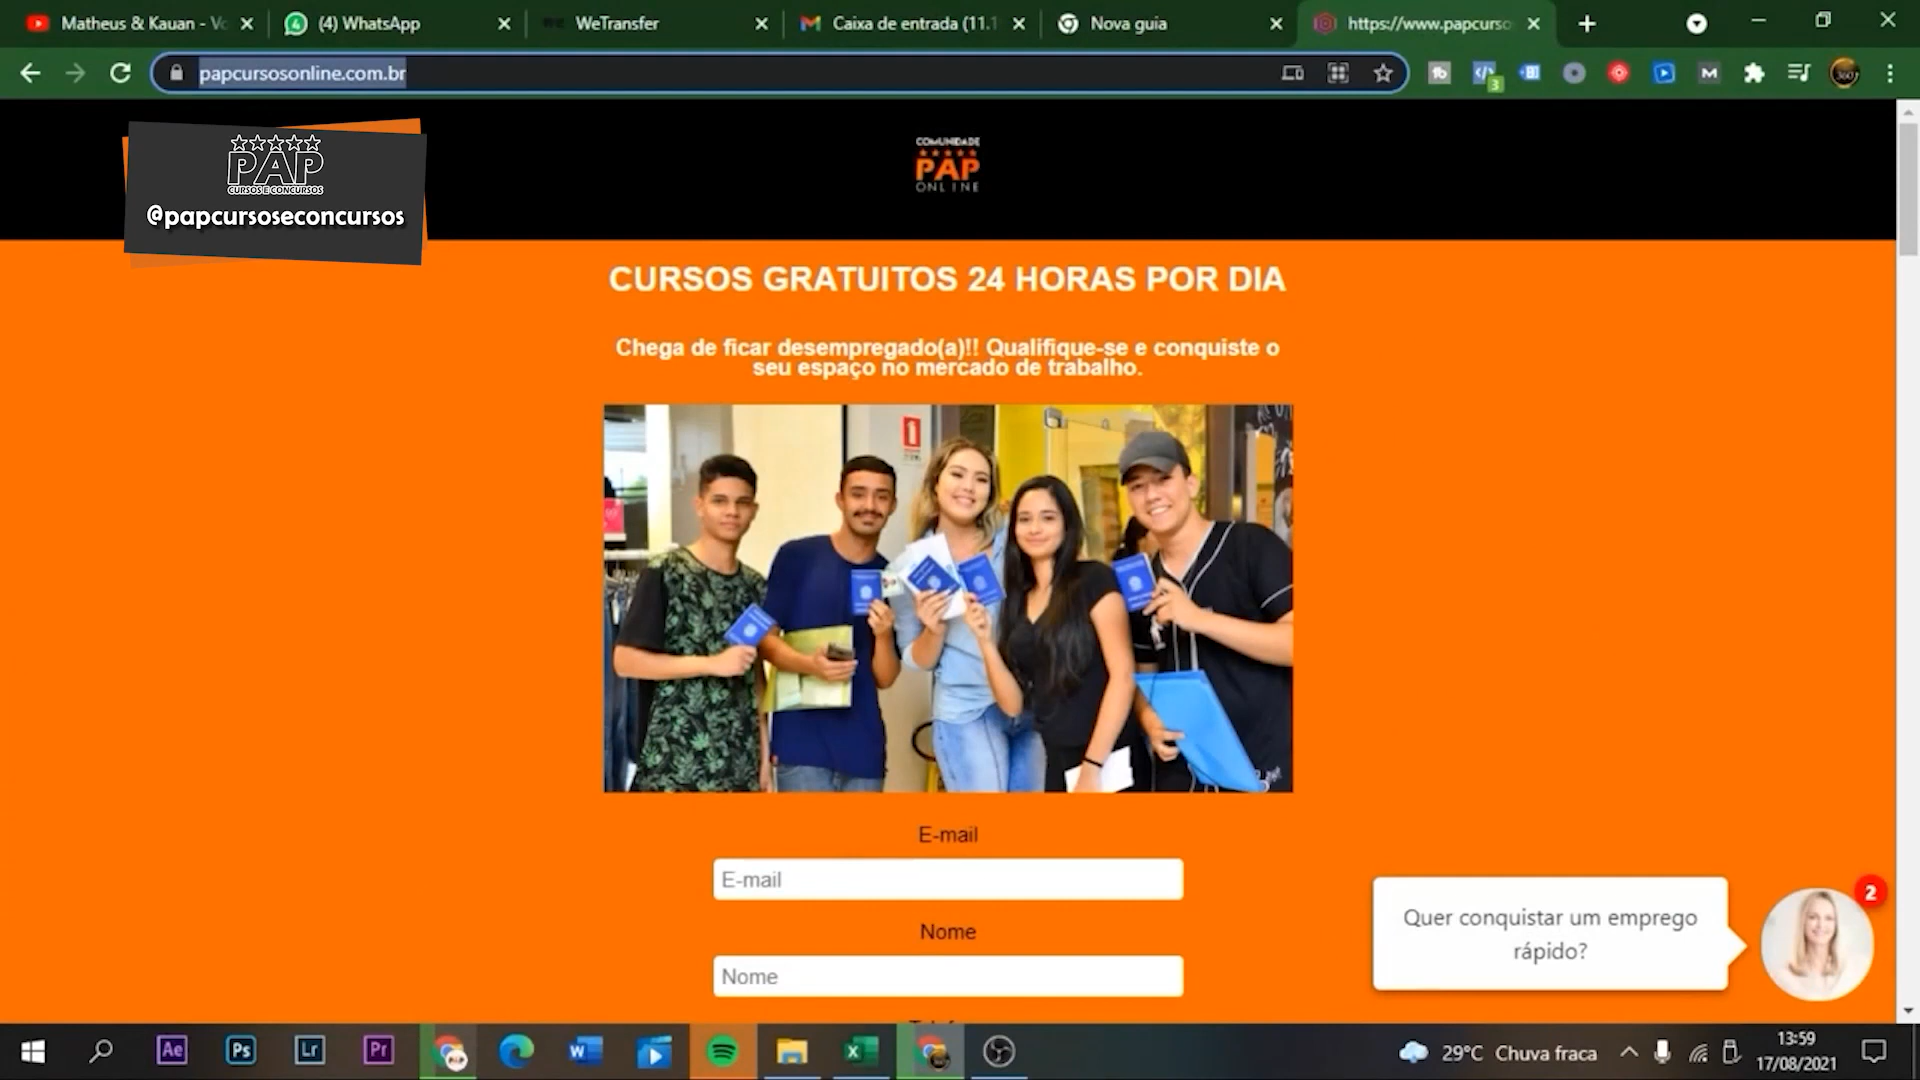 Matheus & Kauan - Vo
(4) WhatsApp
WeTransfer
Caixa de entrada (11.1
Nova guia
https://www.papcurso
papcursosonline.com.br
3
PAP
CURSOS E CONCURSOS
@papcursoseconcursos
COMUNIDADE
PAP
ONLINE
CURSOS GRATUITOS 24 HORAS POR DIA
Chega de ficar desempregado(a)!! Qualifique-se e conquiste o
seu espaço no mercado de trabalho.
E-mail
E-mail
Nome
Nome
Quer conquistar um emprego
rápido?
2
Ae
Ps
Lr
Pr
29°C Chuva fraca
13:59
17/08/2021